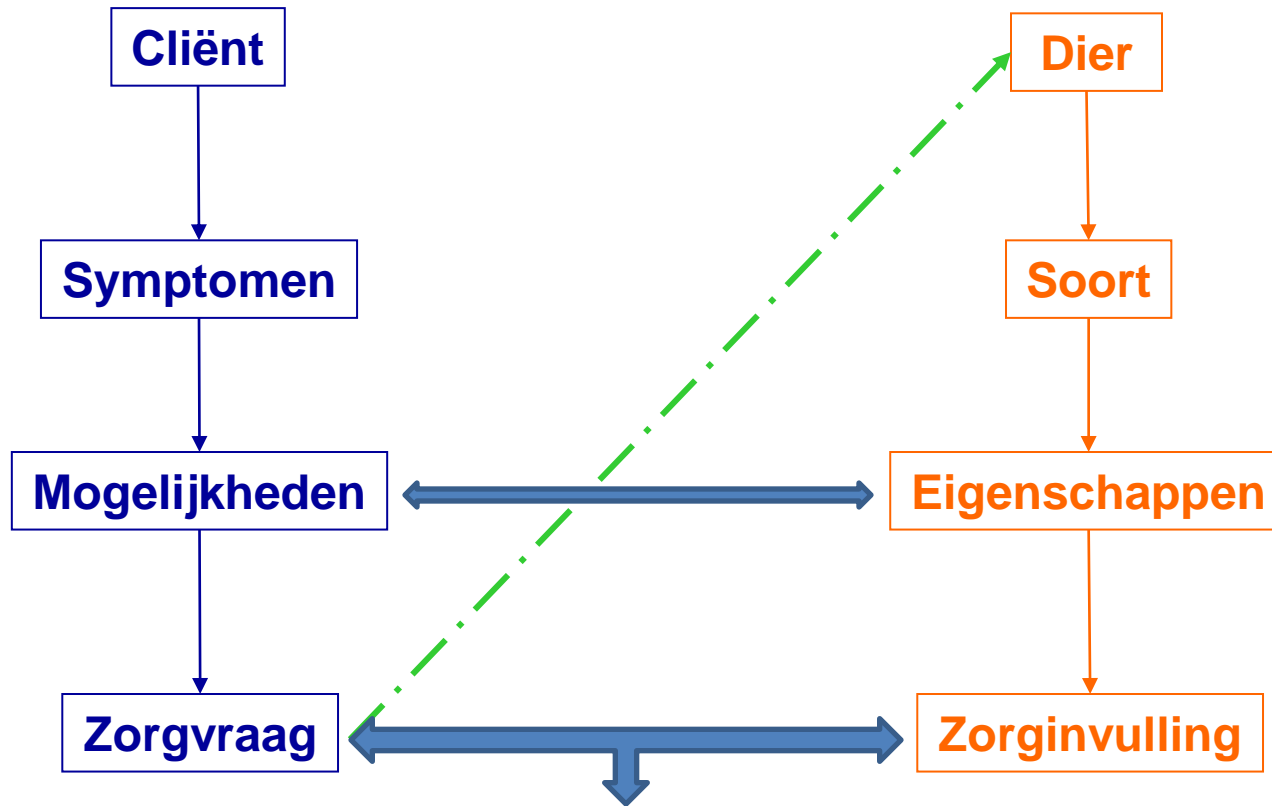 Cliënt
Dier
Symptomen
Soort
Mogelijkheden
Eigenschappen
Zorgvraag
Zorginvulling